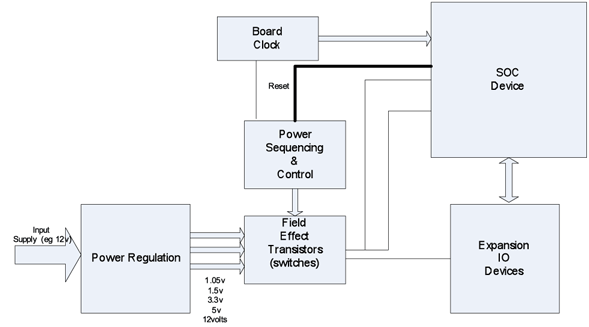 Board
Clock
SOC
Device
Reset
Power
Sequencing
&
Control
Input
Supply (eg 12v)
Power Regulation
Field
Effect
Transistors
(switches)
Expansion
IO
Devices
1.05v
1.5v
3.3v
5v
12volts